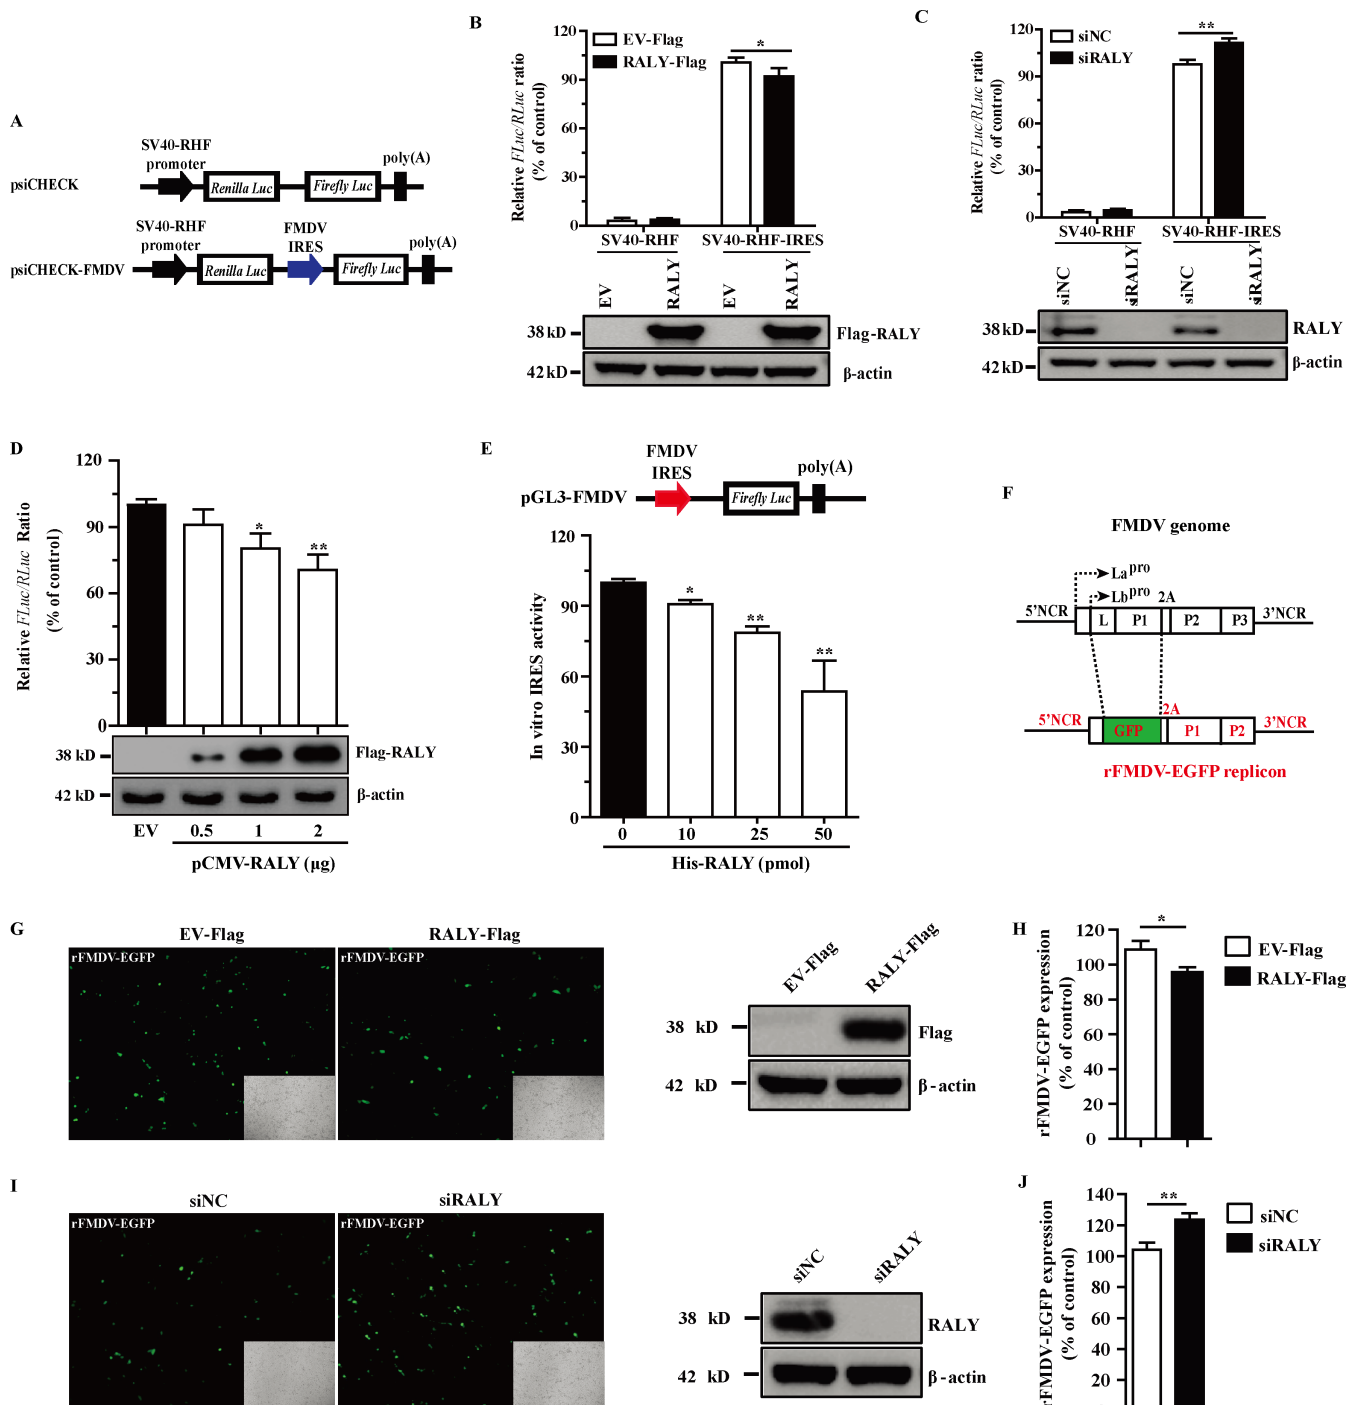 A
SV40-RHF
promoter
poly(A)
psiCHECK
Renilla Luc
Firefly Luc
SV40-RHF
promoter
FMDV
IRES
poly(A)
psiCHECK-FMDV
Renilla Luc
Firefly Luc
B
Relative FLuc/RLuc ratio
(% of control)
120
90
60
30
0
EV-Flag
RALY-Flag
*
SV40-RHF
SV40-RHF-IRES
EV
RALY
EV
RALY
38 kD
Flag-RALY
42 kD
β-actin
C
Relative FLuc/RLuc ratio
(% of control)
120
90
60
30
0
siNC
siRALY
**
SV40-RHF
SV40-RHF-IRES
siNC
siRALY
siNC
siRALY
38 kD
RALY
42 kD
β-actin
D
Relative FLuc/RLuc Ratio
(% of control)
120
90
60
30
0
*
**
38 kD
Flag-RALY
42 kD
β-actin
EV
0.5
1
2
pCMV-RALY (μg)
E
FMDV
IRES
poly(A)
pGL3-FMDV
Firefly Luc
In vitro IRES activity
120
90
60
30
0
*
**
**
0
10
25
50
His-RALY (pmol)
F
FMDV genome
Lapro
Lbpro
2A
5’NCR
L
P1
P2
P3
3’NCR
2A
5’NCR
GFP
P1
P2
3’NCR
rFMDV-EGFP replicon
G
EV-Flag
RALY-Flag
rFMDV-EGFP
rFMDV-EGFP
EV-Flag
RALY-Flag
38 kD
Flag
42 kD
β-actin
H
rFMDV-EGFP expression
(% of control)
120
100
80
60
40
20
0
*
EV-Flag
RALY-Flag
I
siNC
siRALY
rFMDV-EGFP
rFMDV-EGFP
siNC
siRALY
38 kD
RALY
42 kD
β-actin
J
rFMDV-EGFP expression
(% of control)
140
120
100
80
60
40
20
**
siNC
siRALY